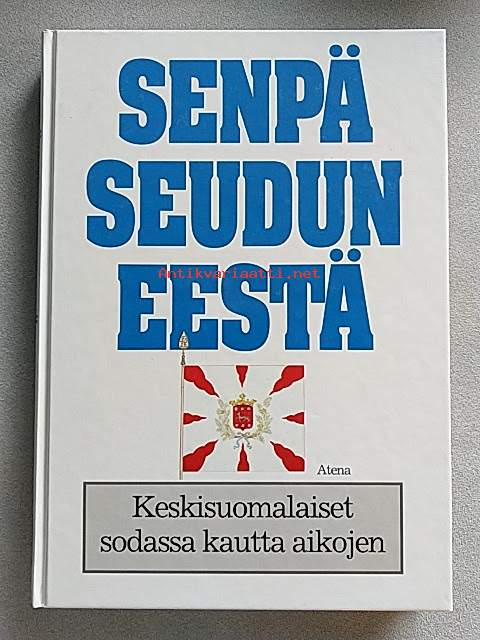 SENPÄ
SEUDUN
Antikvariaatti.net
EESTÄ
Atena
Keskisuomalaiset
sodassa kautta aikojen